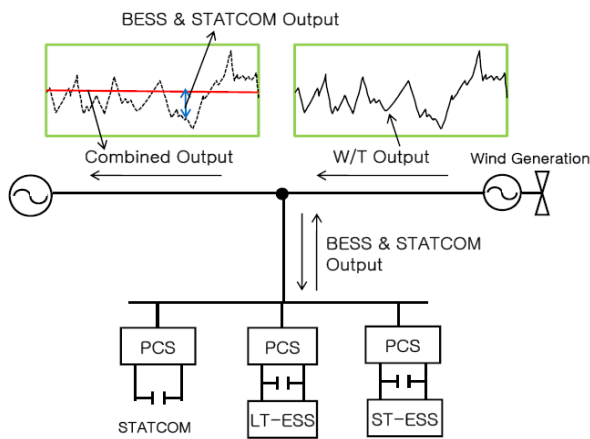 BESS & STATCOM Output
Combined Output
W/T Output
Wind Generation
BESS & STATCOM
Output
PCS
PCS
PCS
STATCOM
LT-ESS
ST-ESS